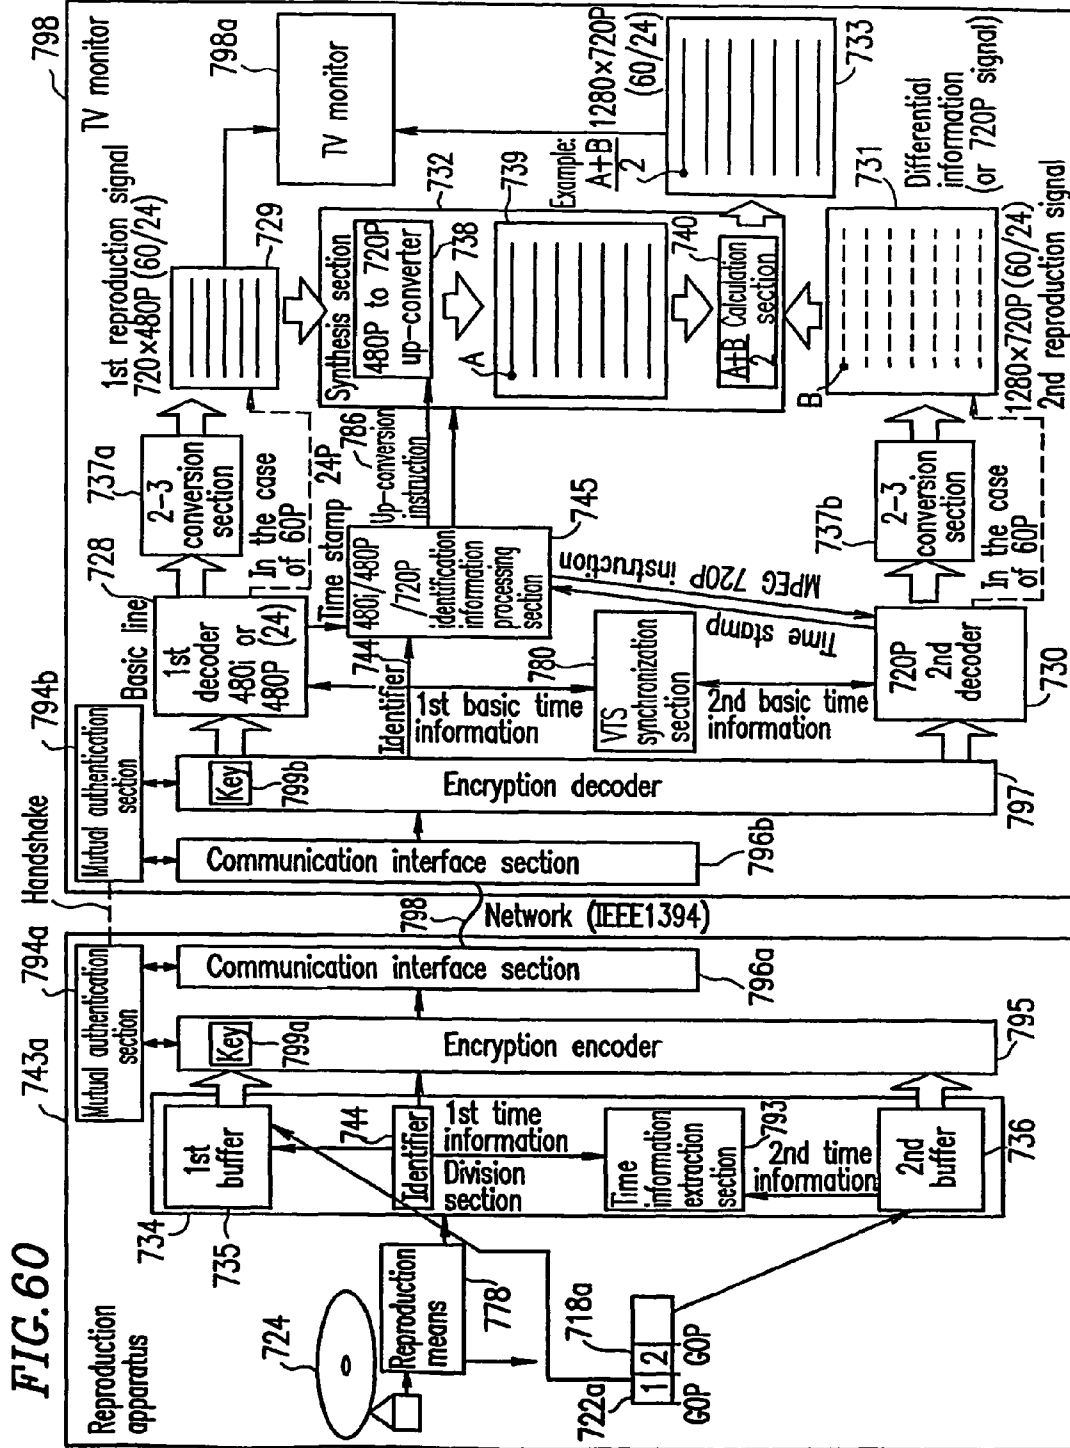 FIG.60
Reproduction
apparatus
743a
724
Reproduction
means
778
722a
1
2
718a
GOP
GOP
734
735
1st
buffer
744
Identifier
1st time
information
Division
section
Time
information
extraction
section
793
2nd time
information
2nd
buffer
736
794a
Mutual authentication
section
Key
799a
Encryption encoder
795
Communication interface section
796a
Handshake
798
Network (IEEE1394)
794b
Mutual authentication
section
Communication interface section
796b
Key
799b
Encryption decoder
797
798
TV monitor
Basic line
728
1st
decoder
480i or
480P (24)
737a
2-3
conversion
section
In the case
of 60P
1st reproduction signal
720×480P (60/24)
729
798a
TV monitor
Time stamp 24P
744
Identifier
480i/480P
/720P
identification
information
processing
section
745
786
Up-conversion
instruction
1st basic time
information
780
VTS
synchronization
section
2nd basic time
information
Time stamp
MPEG 720P instruction
720P
2nd
decoder
730
737b
2-3
conversion
section
In the case
of 60P
Synthesis section
732
480P to 720P
up-converter
738
739
A
740
A+B
2
Calculation
section
Example:
A+B
2
1280×720P
(60/24)
733
B
731
Differential
information
(or 720P signal)
1280×720P (60/24)
2nd reproduction signal